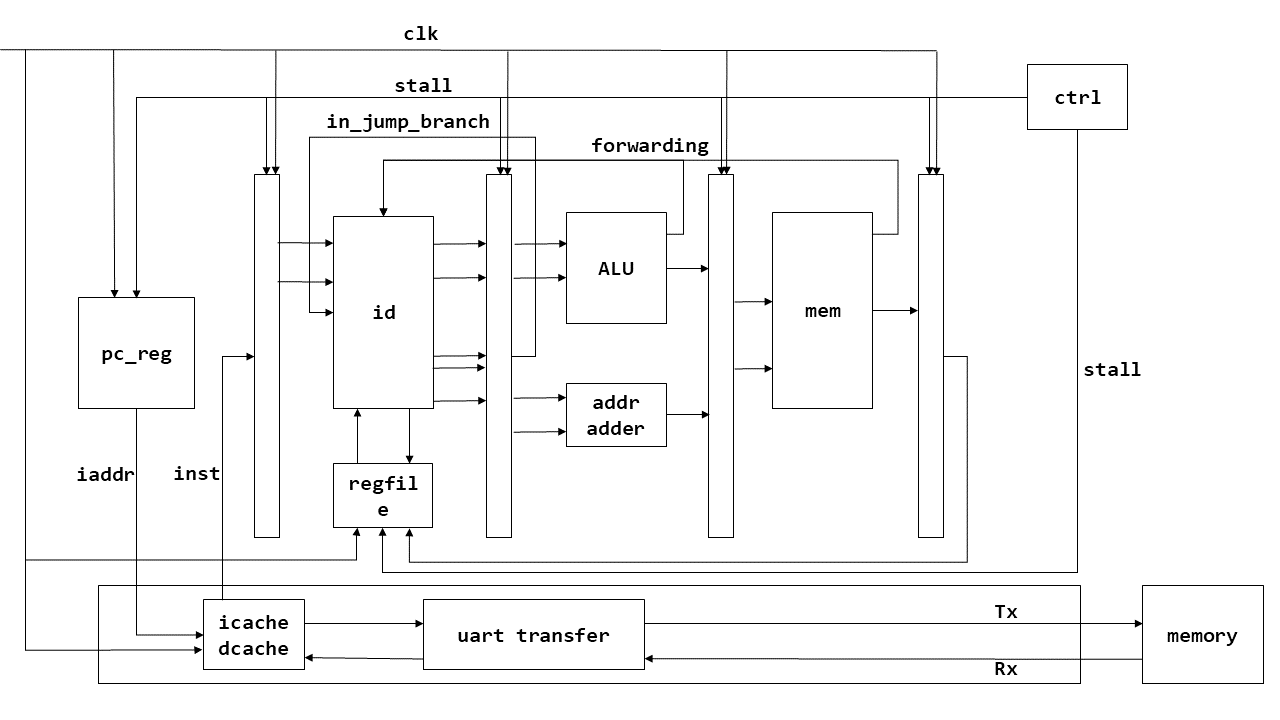 clk
stall
ctrl
in_jump_branch
forwarding
ALU
id
mem
pc_reg
stall
addr
adder
iaddr
inst
regfil
e
icache
dcache
uart transfer
Tx
Rx
memory